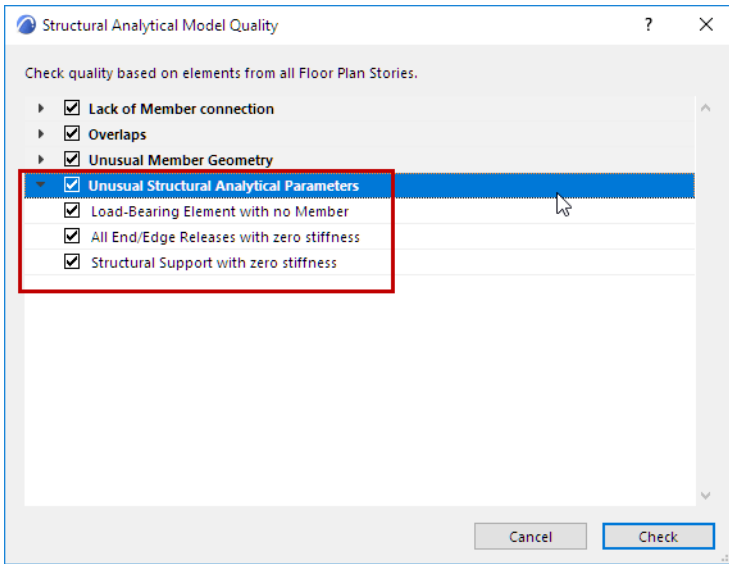 Structural Analytical Model Quality
?
Check quality based on elements from all Floor Plan Stories.
Lack of Member connection
Overlaps
Unusual Member Geometry
Unusual Structural Analytical Parameters
Load-Bearing Element with no Member
All End/Edge Releases with zero stiffness
Structural Support with zero stiffness
Cancel
Check